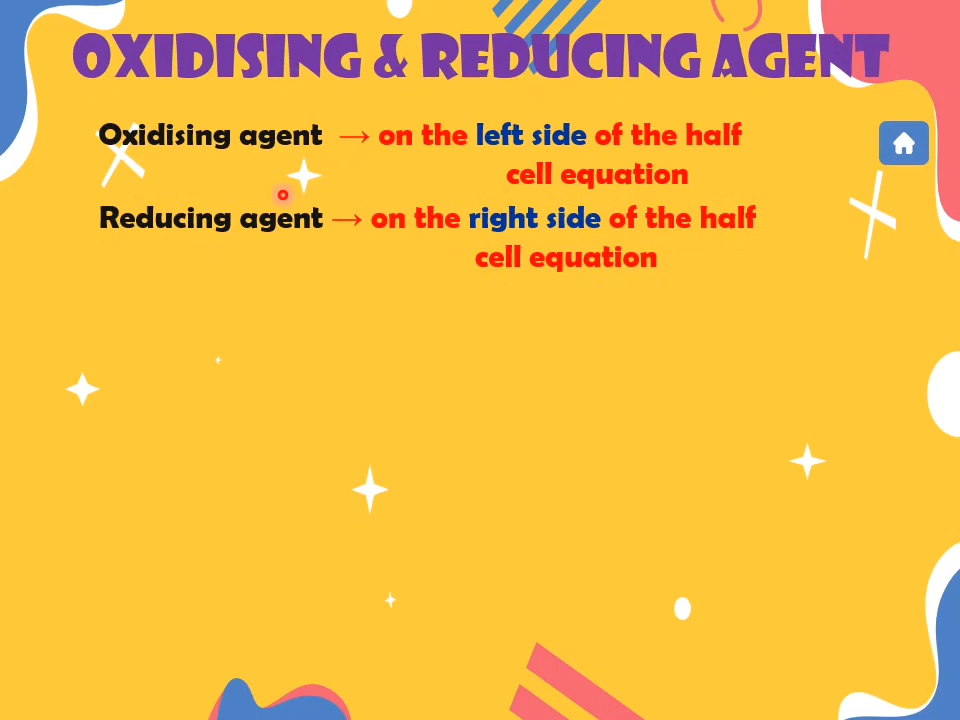 OXIDISING & REDUCING AGENT
Oxidising agent → on the left side of the half
cell equation
Reducing agent → on the right side of the half
cell equation